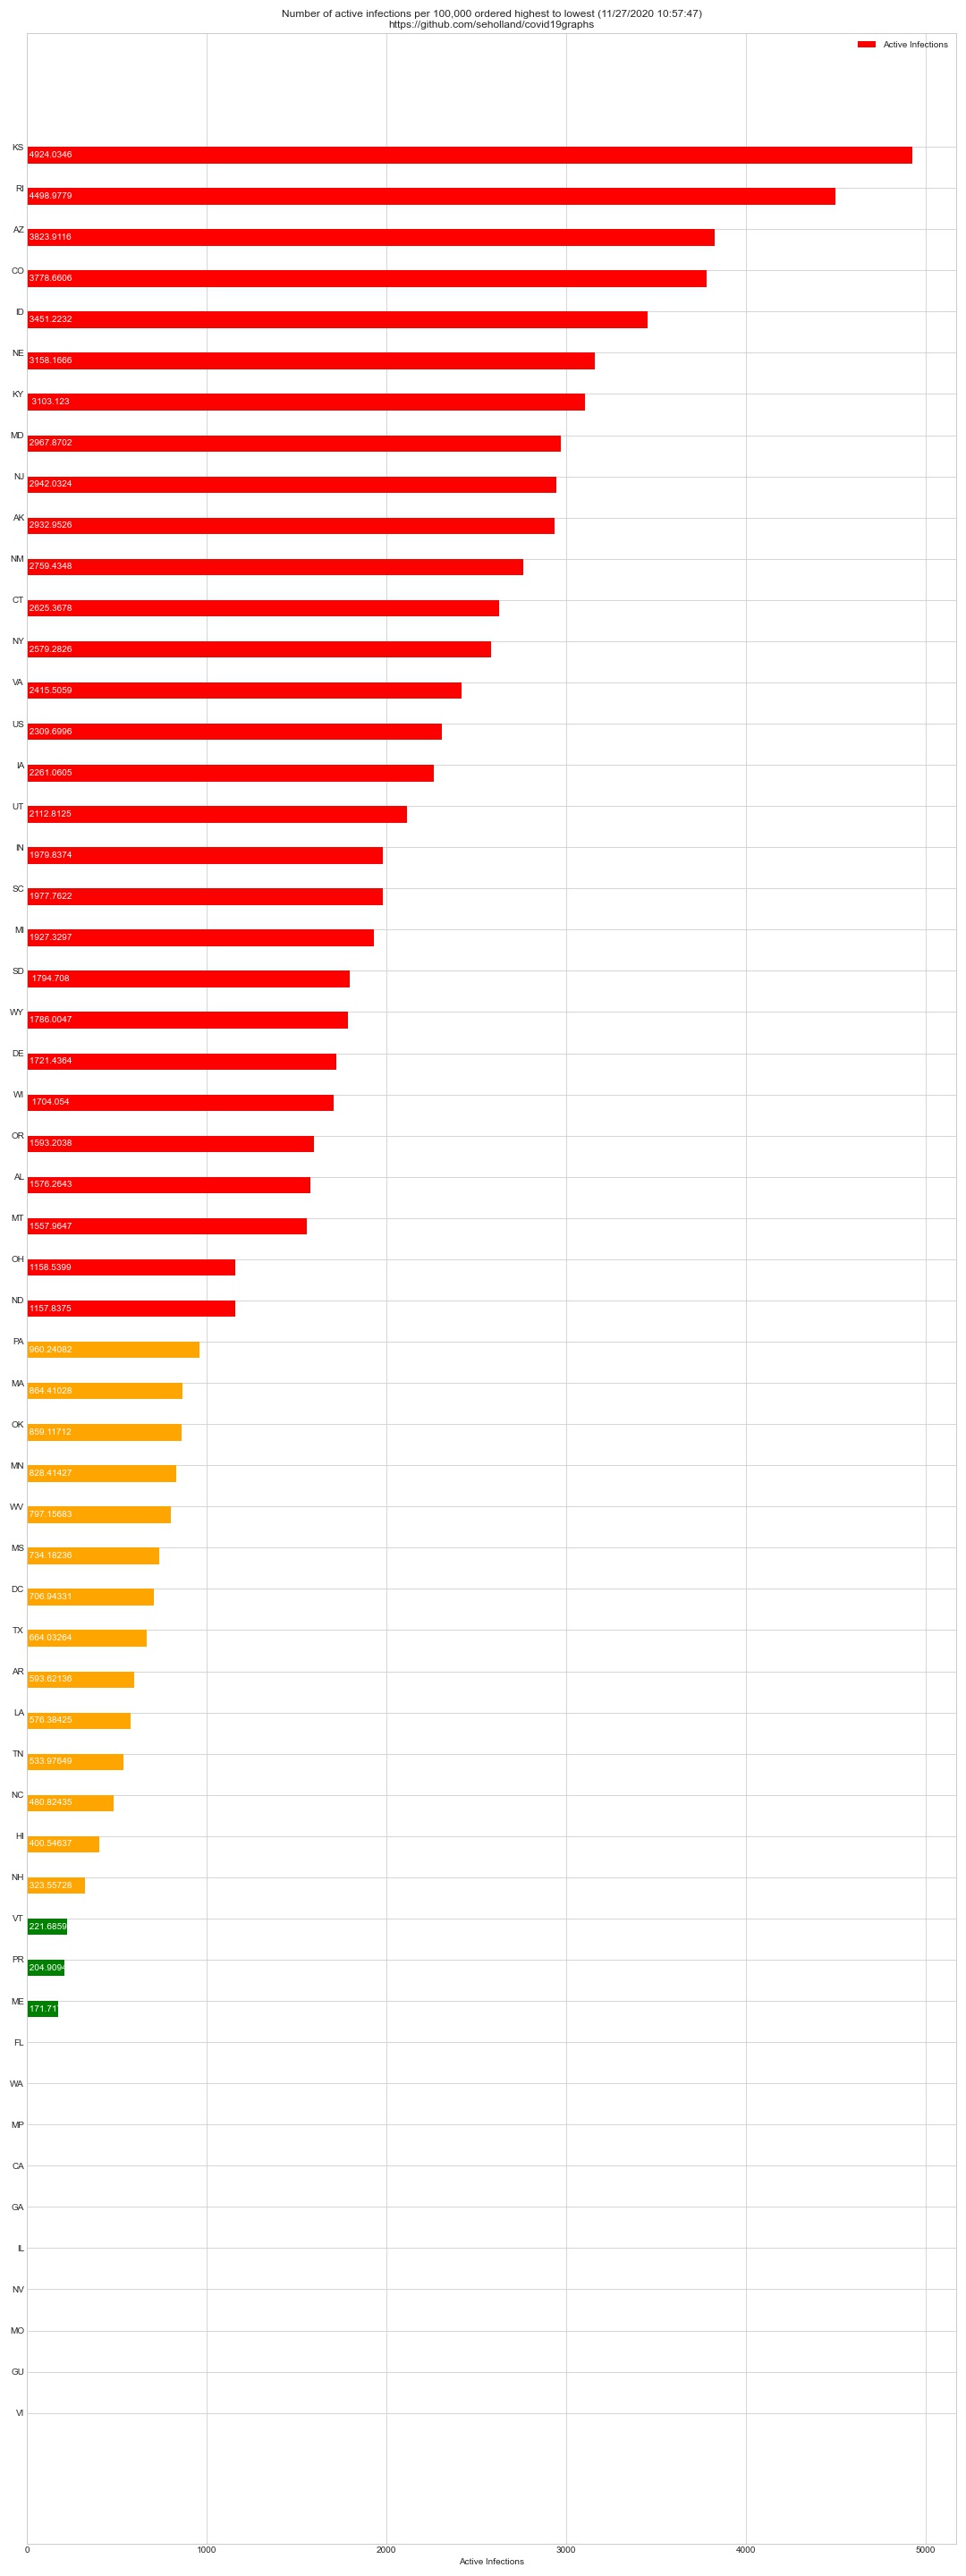 Number of active infections per 100,000 ordered highest to lowest (11/27/2020 10:57:47)
https://github.com/seholland/covid19graphs
Active Infections
KS 4924.0346
RI 4498.9779
AZ 3823.9116
CO 3778.6606
ID 3451.2232
NE 3158.1666
KY 3103.123
MD 2967.8702
NJ 2942.0324
AK 2932.9526
NM 2759.4348
CT 2625.3678
NY 2579.2826
VA 2415.5059
US 2309.6996
IA 2261.0605
UT 2112.8125
IN 1979.8374
SC 1977.7622
MI 1927.3297
SD 1794.708
WY 1786.0047
DE 1721.4364
WI 1704.054
OR 1593.2038
AL 1576.2643
MT 1557.9647
OH 1158.5399
ND 1157.8375
PA 960.24082
MA 864.41028
OK 859.11712
MN 828.41427
WV 797.15683
MS 734.18236
DC 706.94331
TX 664.03264
AR 593.62136
LA 576.38425
TN 533.97649
NC 480.82435
HI 400.54637
NH 323.55728
VT 221.6859
PR 204.9094
ME 171.71
FL
WA
MP
CA
GA
IL
NV
MO
GU
VI
0 1000 2000 3000 4000 5000
Active Infections